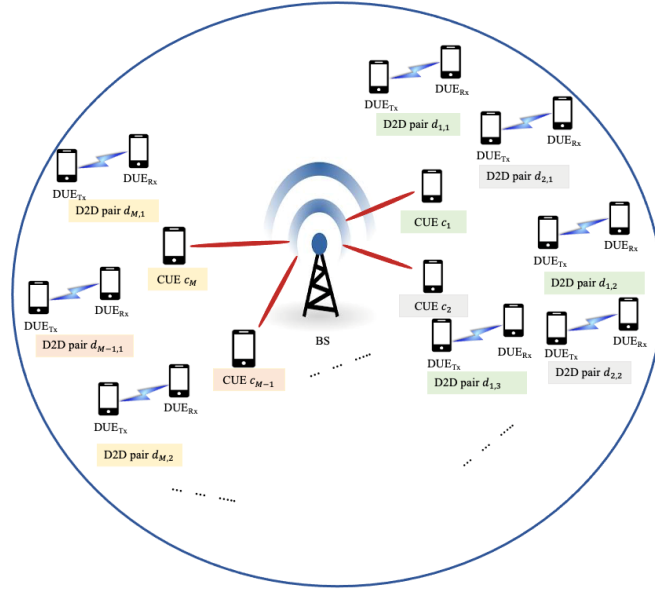 DUE_Tx
DUE_Rx
D2D pair d_{1,1}
DUE_Tx
DUE_Rx
D2D pair d_{2,1}
DUE_Tx
DUE_Rx
D2D pair d_{M,1}
CUE c_1
CUE c_M
DUE_Tx
DUE_Rx
D2D pair d_{1,2}
CUE c_2
DUE_Tx
DUE_Rx
D2D pair d_{M−1,1}
BS
DUE_Tx
DUE_Rx
D2D pair d_{1,3}
DUE_Tx
DUE_Rx
D2D pair d_{2,2}
CUE c_{M−1}
DUE_Tx
DUE_Rx
D2D pair d_{M,2}